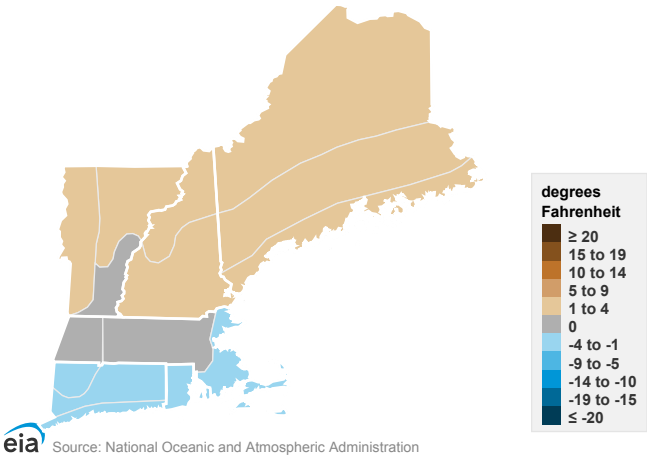 degrees
Fahrenheit
≥ 20
15 to 19
10 to 14
5 to 9
1 to 4
0
-4 to -1
-9 to -5
-14 to -10
-19 to -15
≤ -20
eia
Source: National Oceanic and Atmospheric Administration